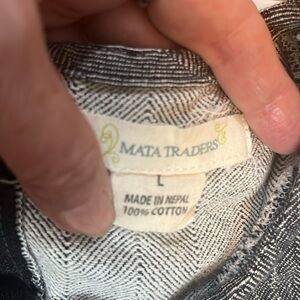 MATA TRADERS
L
MADE IN NEPAL
100% COTTON